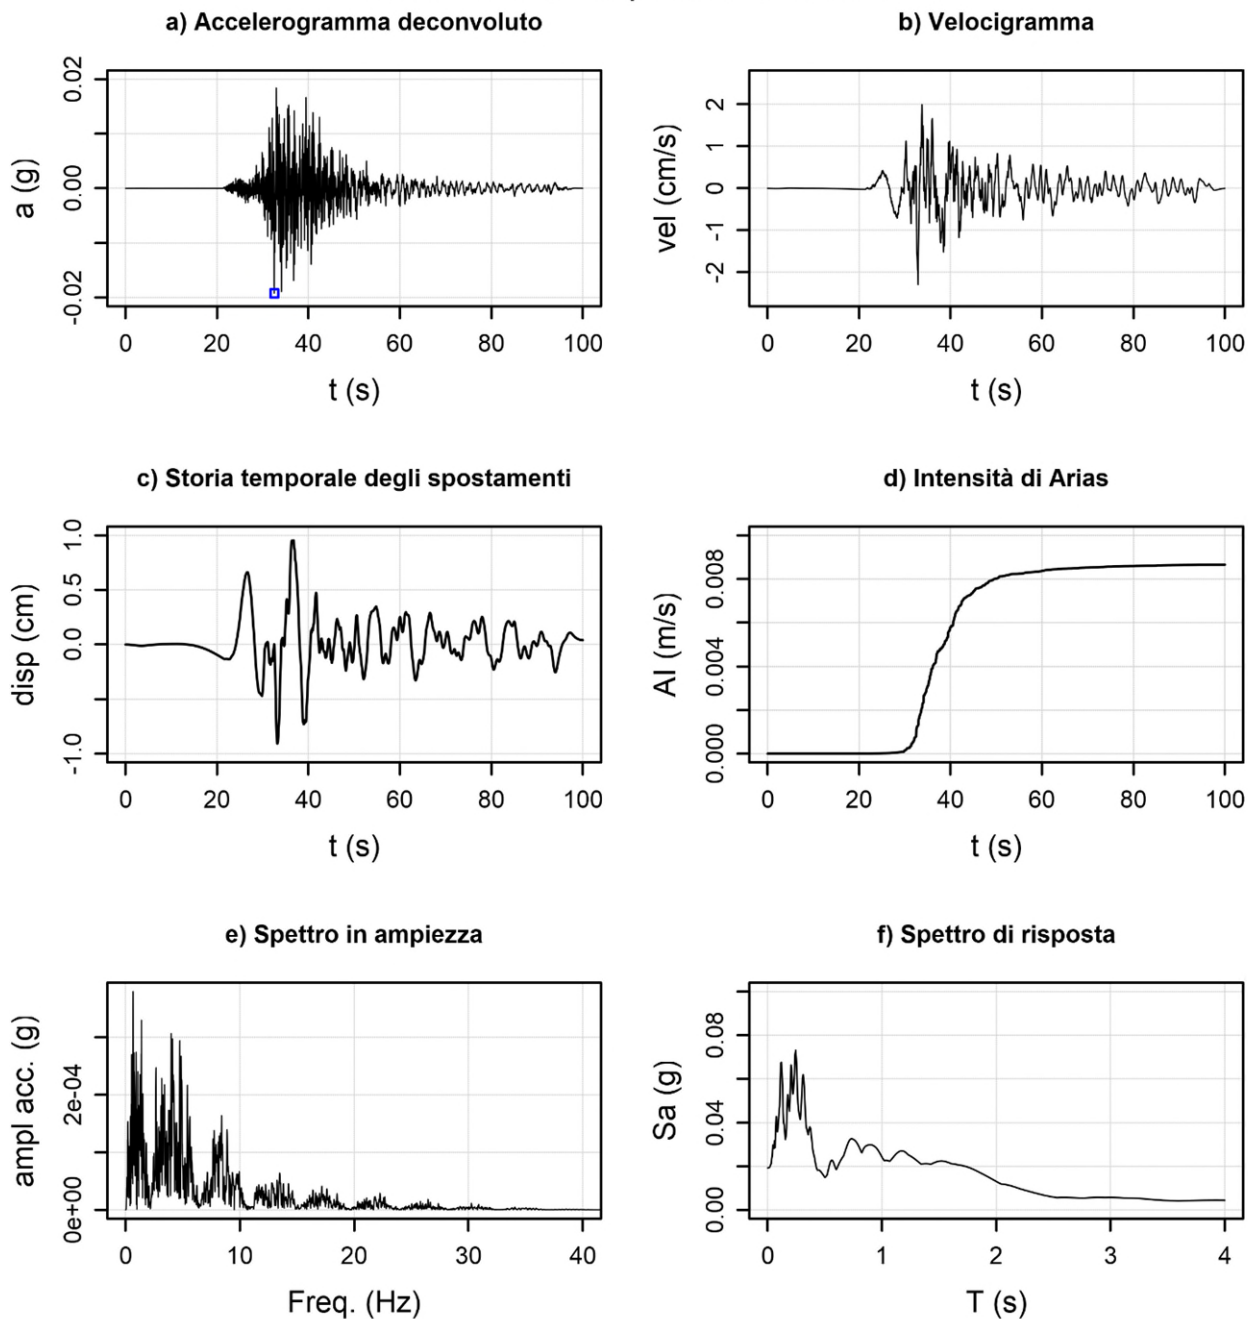 a) Accelerogramma deconvoluto
a (g)
0.02
0.00
-0.02
0 20 40 60 80 100
t (s)
b) Velocigramma
vel (cm/s)
2
1
0
-1
-2
0 20 40 60 80 100
t (s)
c) Storia temporale degli spostamenti
disp (cm)
1.0
0.5
0.0
-1.0
0 20 40 60 80 100
t (s)
d) Intensità di Arias
AI (m/s)
0.008
0.004
0.000
0 20 40 60 80 100
t (s)
e) Spettro in ampiezza
ampl acc. (g)
2e-04
0e+00
0 10 20 30 40
Freq. (Hz)
f) Spettro di risposta
Sa (g)
0.08
0.04
0.00
0 1 2 3 4
T (s)